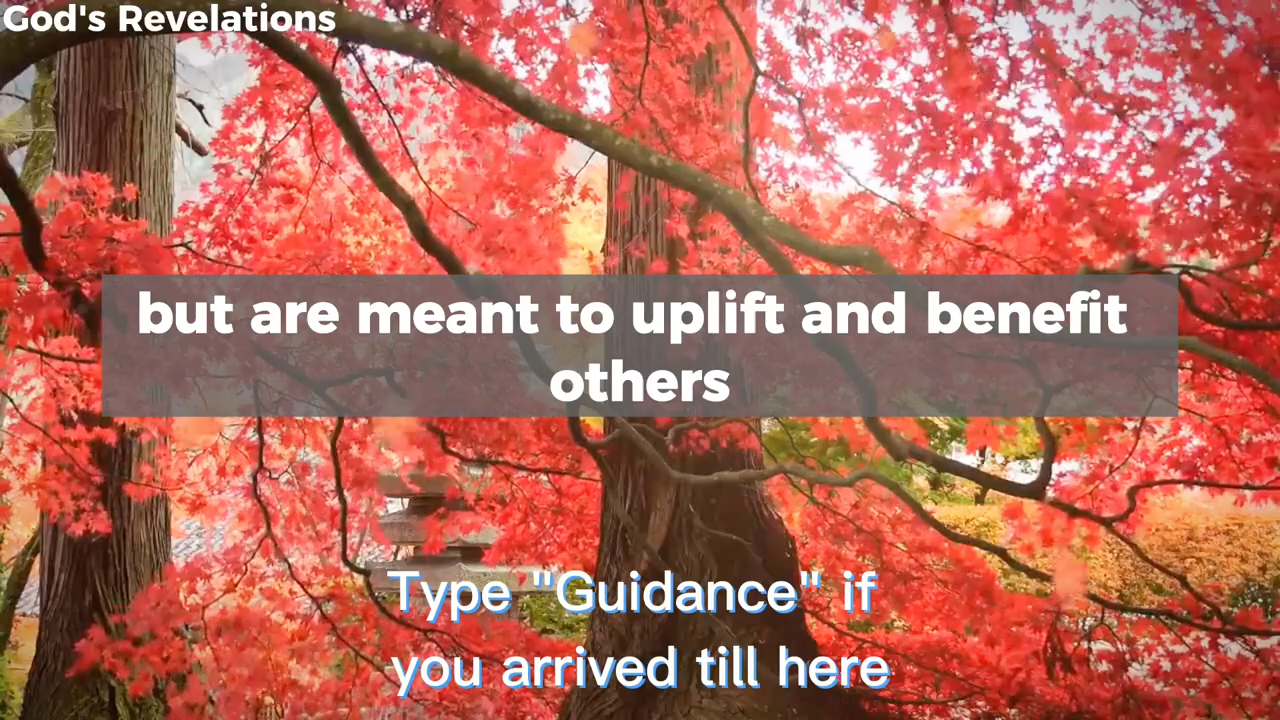 God's Revelations
but are meant to uplift and benefit
others
Type "Guidance" if
you arrived till here